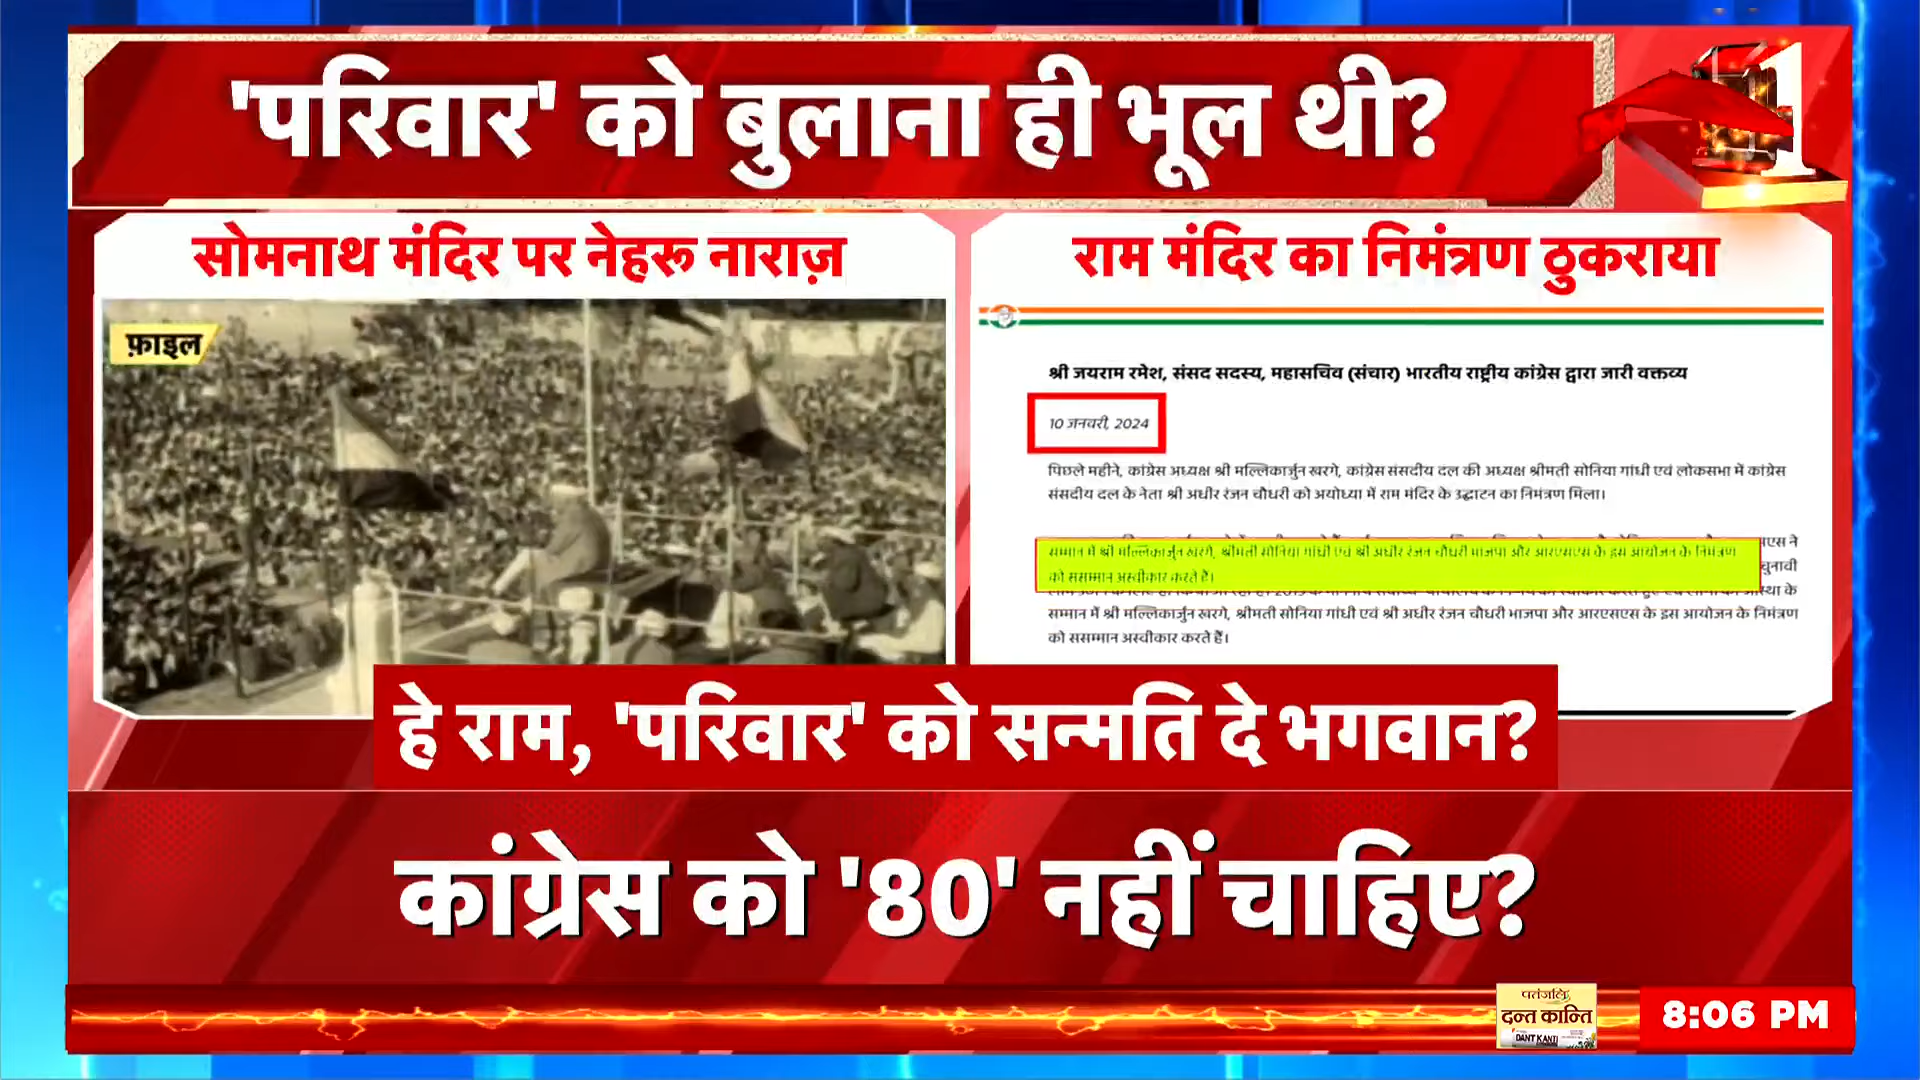 'परिवार' को बुलाना ही भूल थी?
1
सोमनाथ मंदिर पर नेहरू नाराज़
फ़ाइल
राम मंदिर का निमंत्रण ठुकराया
श्री जयराम रमेश, संसद सदस्य, महासचिव (संचार) भारतीय राष्ट्रीय कांग्रेस द्वारा जारी वक्तव्य
10 जनवरी, 2024
पिछले महीने, कांग्रेस अध्यक्ष श्री मल्लिकार्जुन खरगे, कांग्रेस संसदीय दल की अध्यक्ष श्रीमती सोनिया गांधी एवं लोकसभा में कांग्रेस
संसदीय दल के नेता श्री अधीर रंजन चौधरी को अयोध्या में राम मंदिर के उद्घाटन का निमंत्रण मिला।
सम्मान में श्री मल्लिकार्जुन खरगे, श्रीमती सोनिया गांधी एवं श्री अधीर रंजन चौधरी भाजपा और आरएसएस के इस आयोजन के निमंत्रण
को ससम्मान अस्वीकार करते हैं।
ने
चुनावी
के
सम्मान में श्री मल्लिकार्जुन खरगे, श्रीमती सोनिया गांधी एवं श्री अधीर रंजन चौधरी भाजपा और आरएसएस के इस आयोजन के निमंत्रण
को ससम्मान अस्वीकार करते हैं।
हे राम, 'परिवार' को सन्मति दे भगवान?
कांग्रेस को '80' नहीं चाहिए?
पतंजलि
दन्त कान्ति
DANT KANTI
8:06 PM